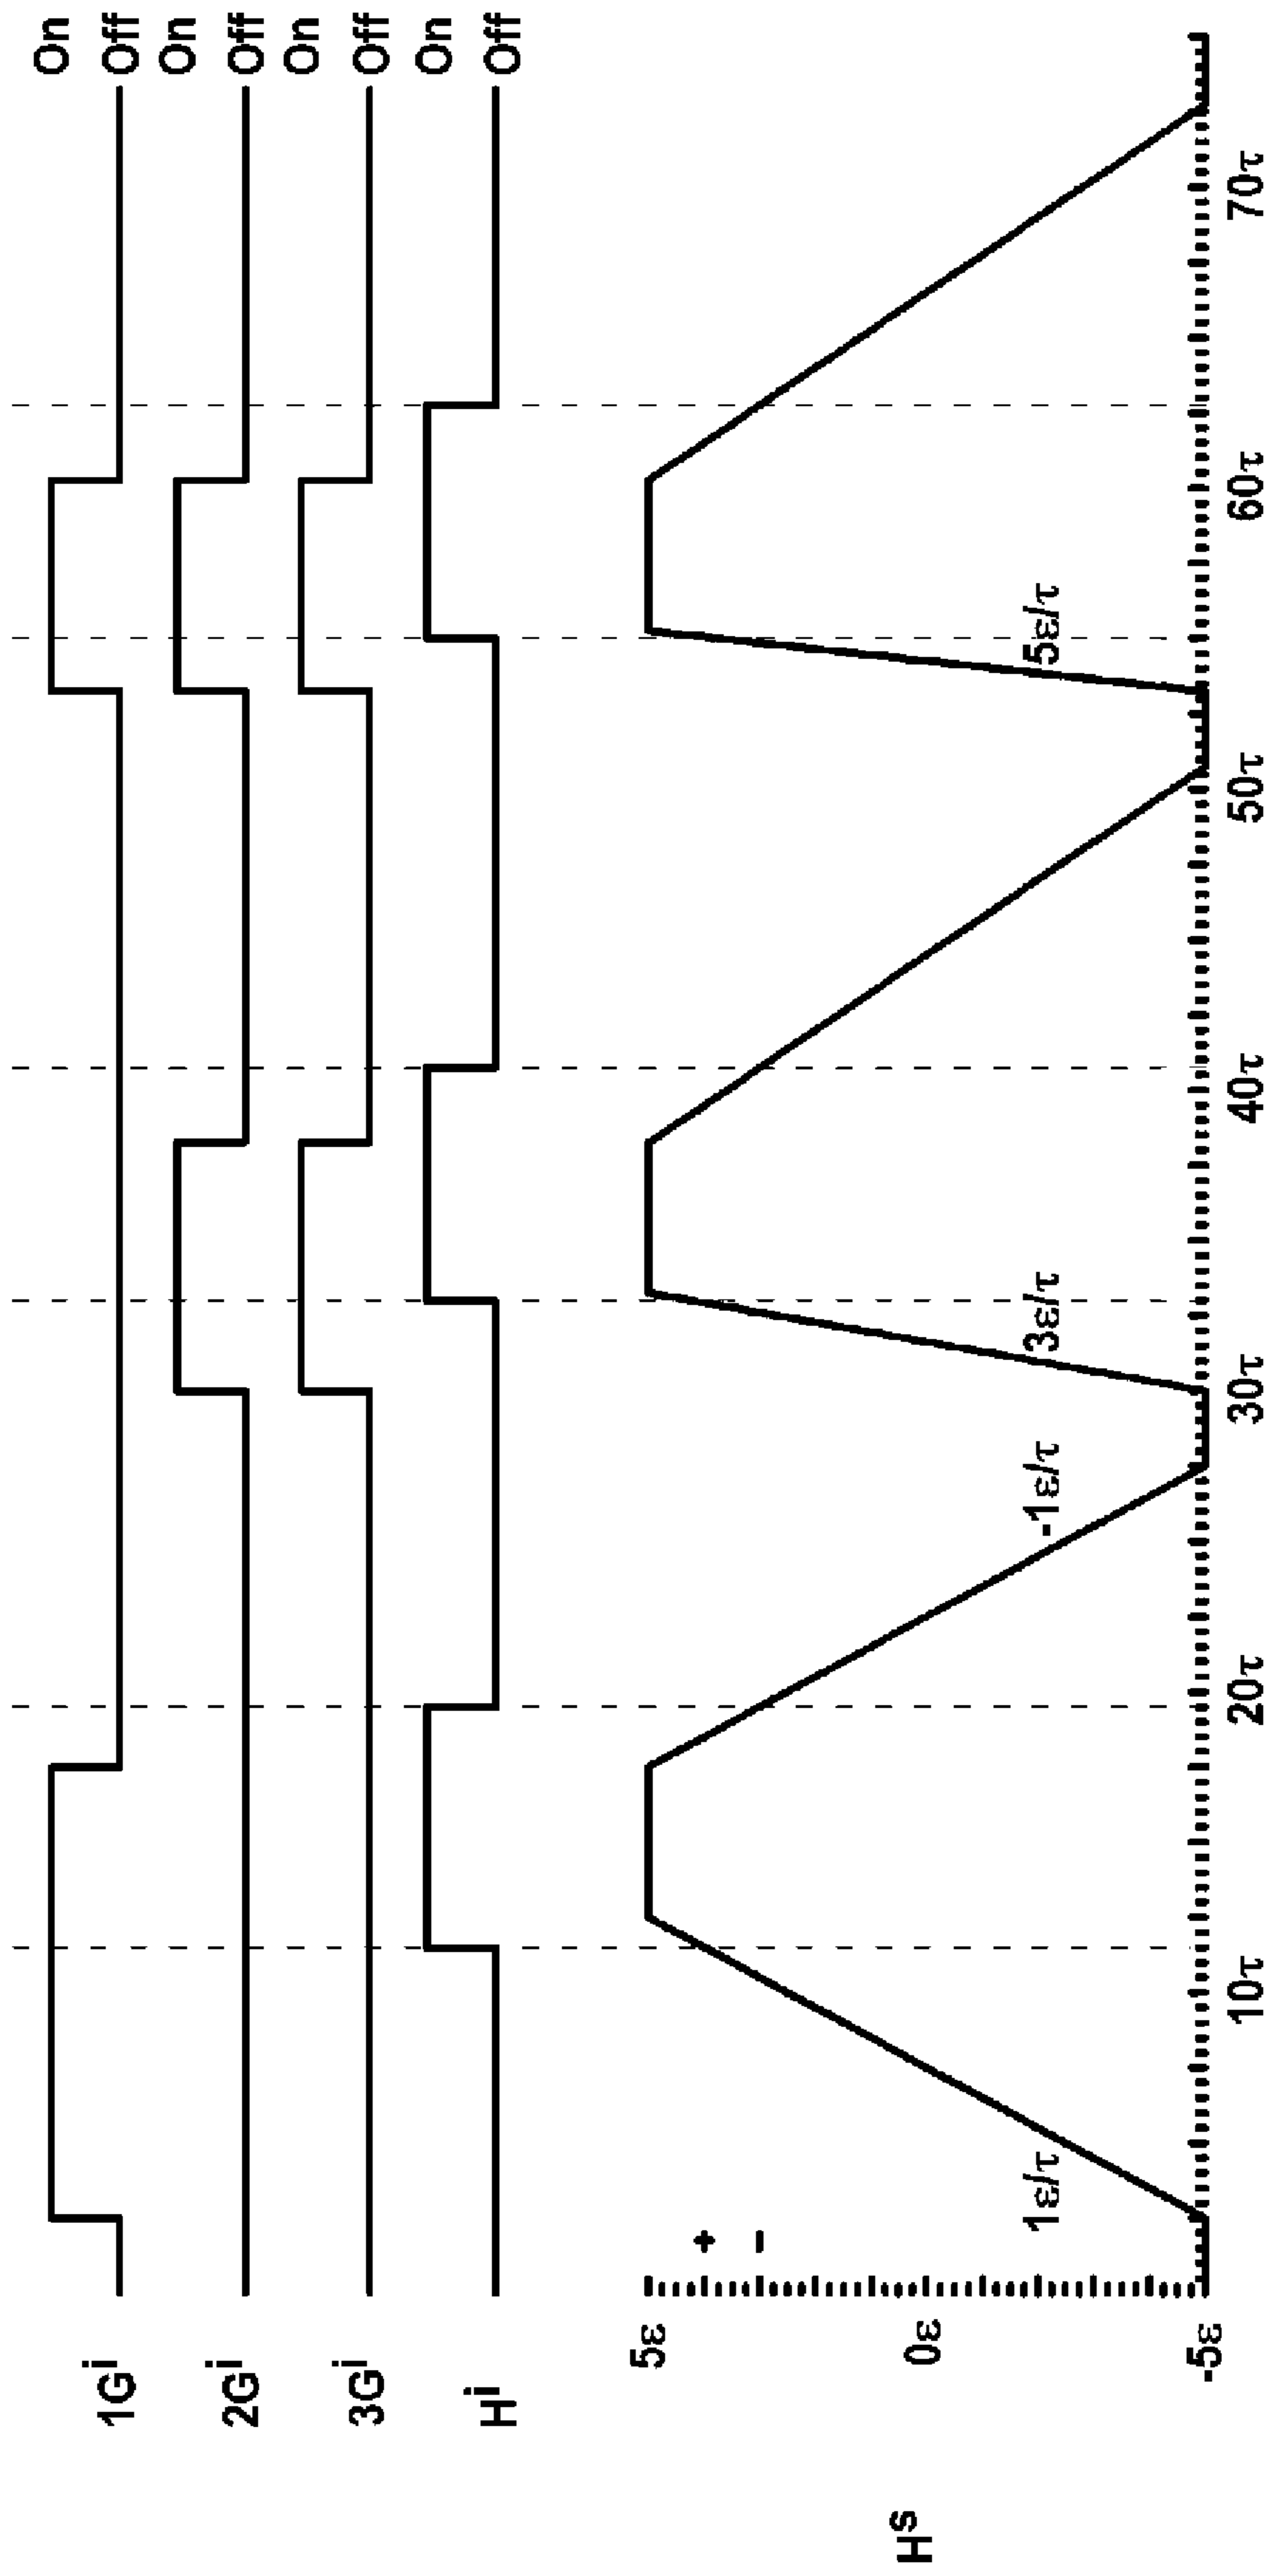 1Gⁱ On
Off
2Gⁱ On
Off
3Gⁱ On
Off
Hⁱ On
Off
5ε
+
-
0ε
-5ε
Hˢ
1ε/τ
-1ε/τ
3ε/τ
5ε/τ
10τ 20τ 30τ 40τ 50τ 60τ 70τ